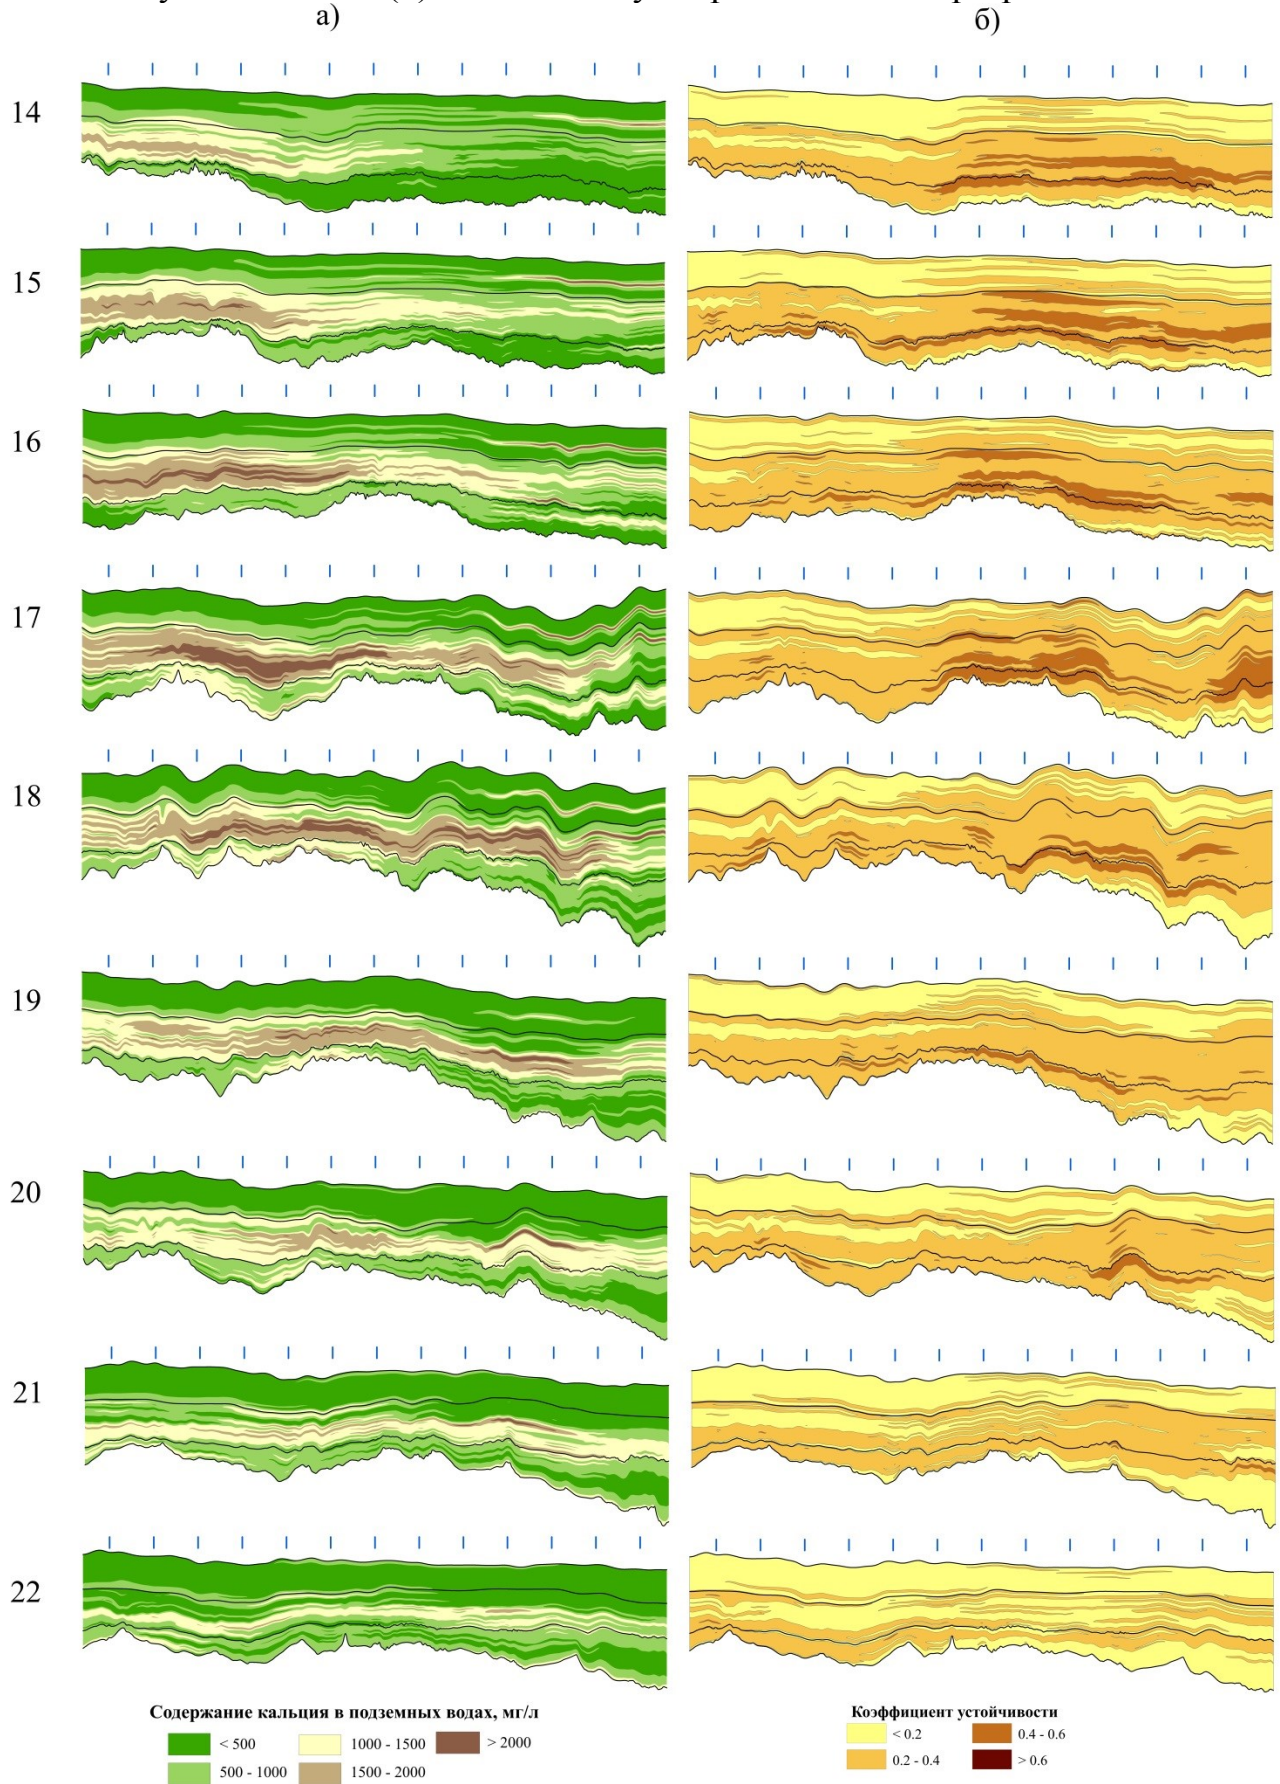 а) б)
14
15
16
17
18
19
20
21
22
Содержание кальция в подземных водах, мг/л
< 500 1000 - 1500 > 2000
500 - 1000 1500 - 2000
Коэффициент устойчивости
< 0.2 0.4 - 0.6
0.2 - 0.4 > 0.6